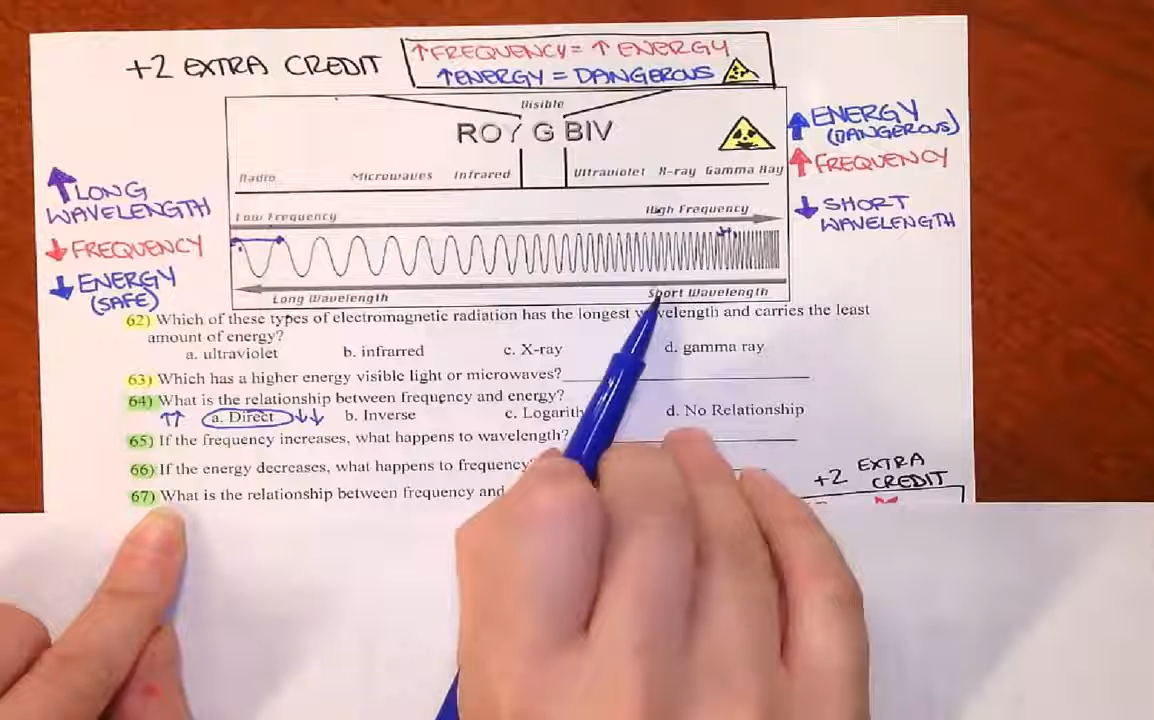 +2 EXTRA CREDIT
↑FREQUENCY = ↑ ENERGY
↑ENERGY = DANGEROUS
Visible
ROY G BIV
Radio Microwaves Infrared Ultraviolet X-ray Gamma Ray
Low Frequency
High Frequency
Long Wavelength
Short Wavelength
↑LONG
WAVELENGTH
↓FREQUENCY
↓ENERGY
(SAFE)
↑ENERGY
(DANGEROUS)
↑FREQUENCY
↓SHORT
WAVELENGTH
62) Which of these types of electromagnetic radiation has the longest wavelength and carries the least
amount of energy?
a. ultraviolet b. infrarred c. X-ray d. gamma ray
63) Which has a higher energy visible light or microwaves?
64) What is the relationship between frequency and energy?
↑↑ a. Direct ↓↓ b. Inverse c. Logarith d. No Relationship
65) If the frequency increases, what happens to wavelength?
66) If the energy decreases, what happens to frequency
67) What is the relationship between frequency and
+2 EXTRA
CREDIT